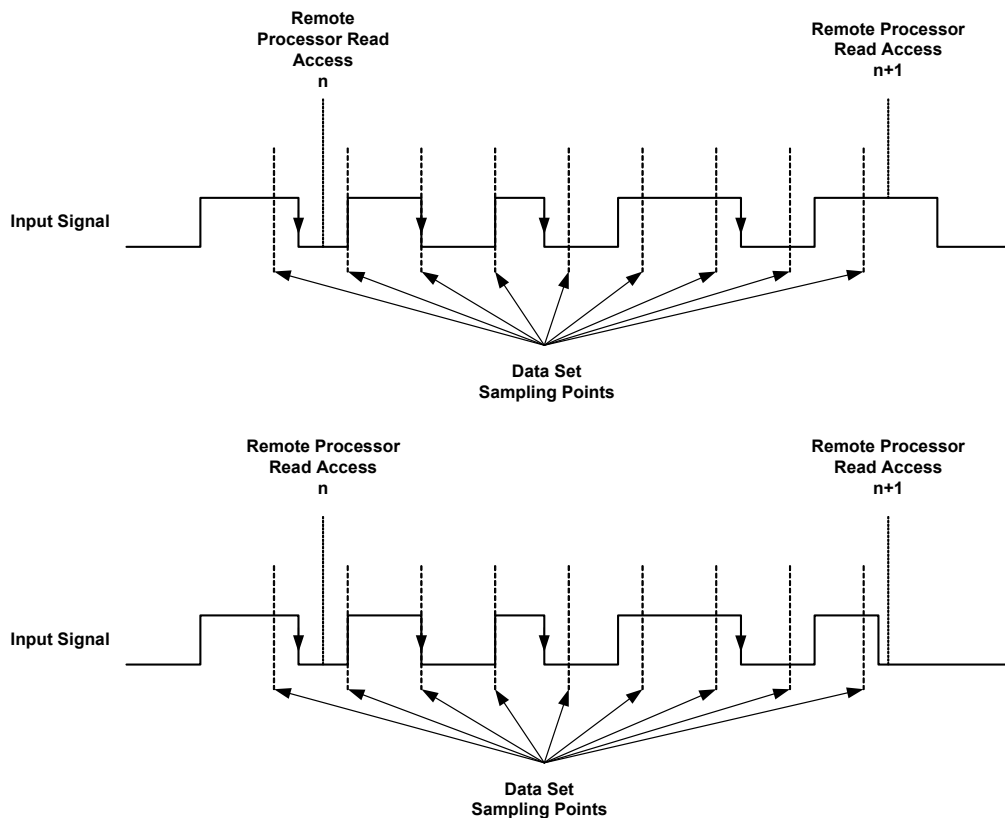 Remote
Processor Read
Access
n
Remote Processor
Read Access
n+1
Input Signal
Data Set
Sampling Points
Remote Processor
Read Access
n
Remote Processor
Read Access
n+1
Input Signal
Data Set
Sampling Points